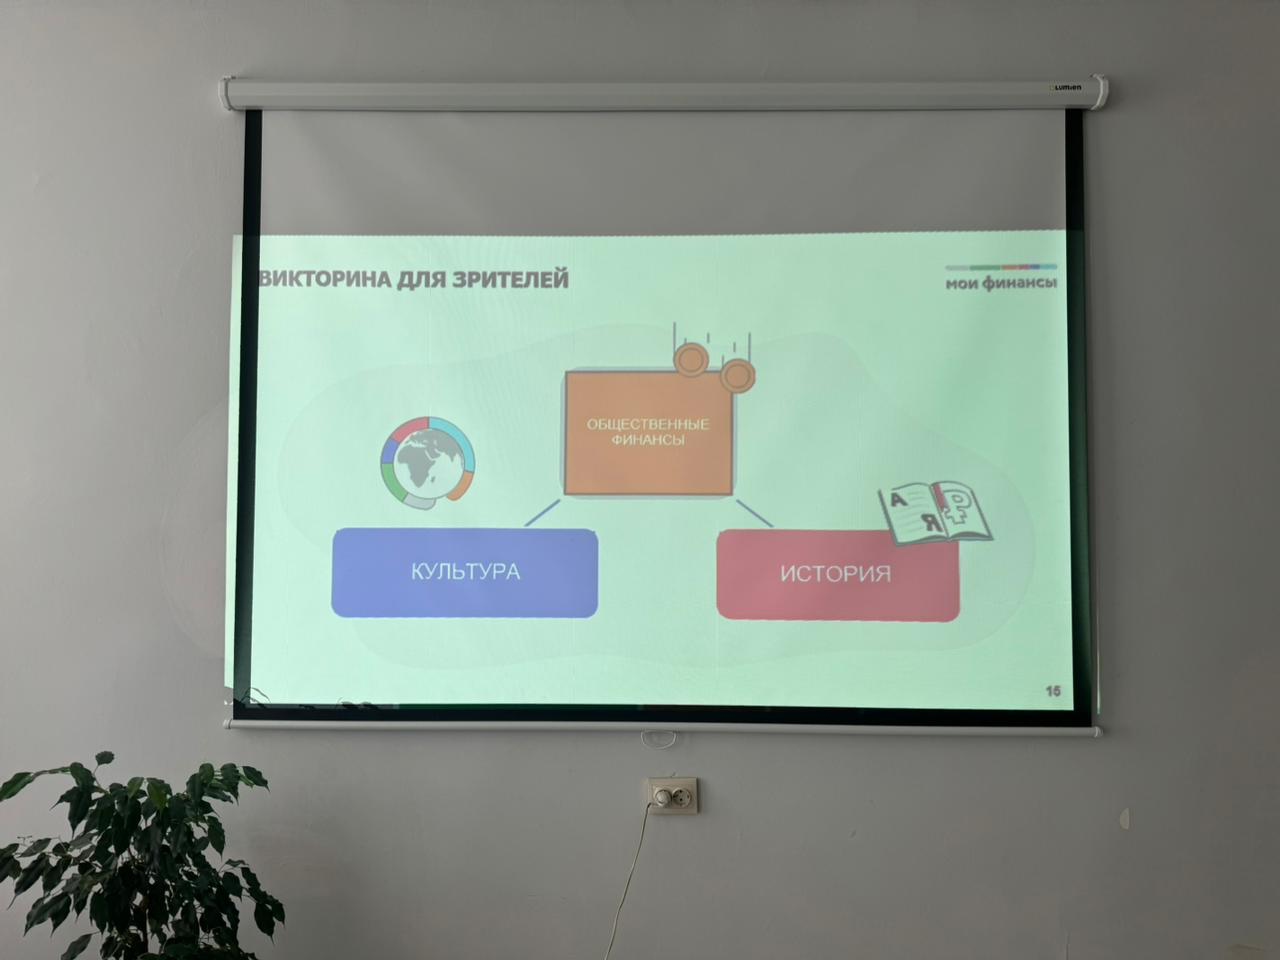 Lumien
ВИКТОРИНА ДЛЯ ЗРИТЕЛЕЙ
мои финансы
ОБЩЕСТВЕННЫЕ
ФИНАНСЫ
А
Я
КУЛЬТУРА
ИСТОРИЯ
15